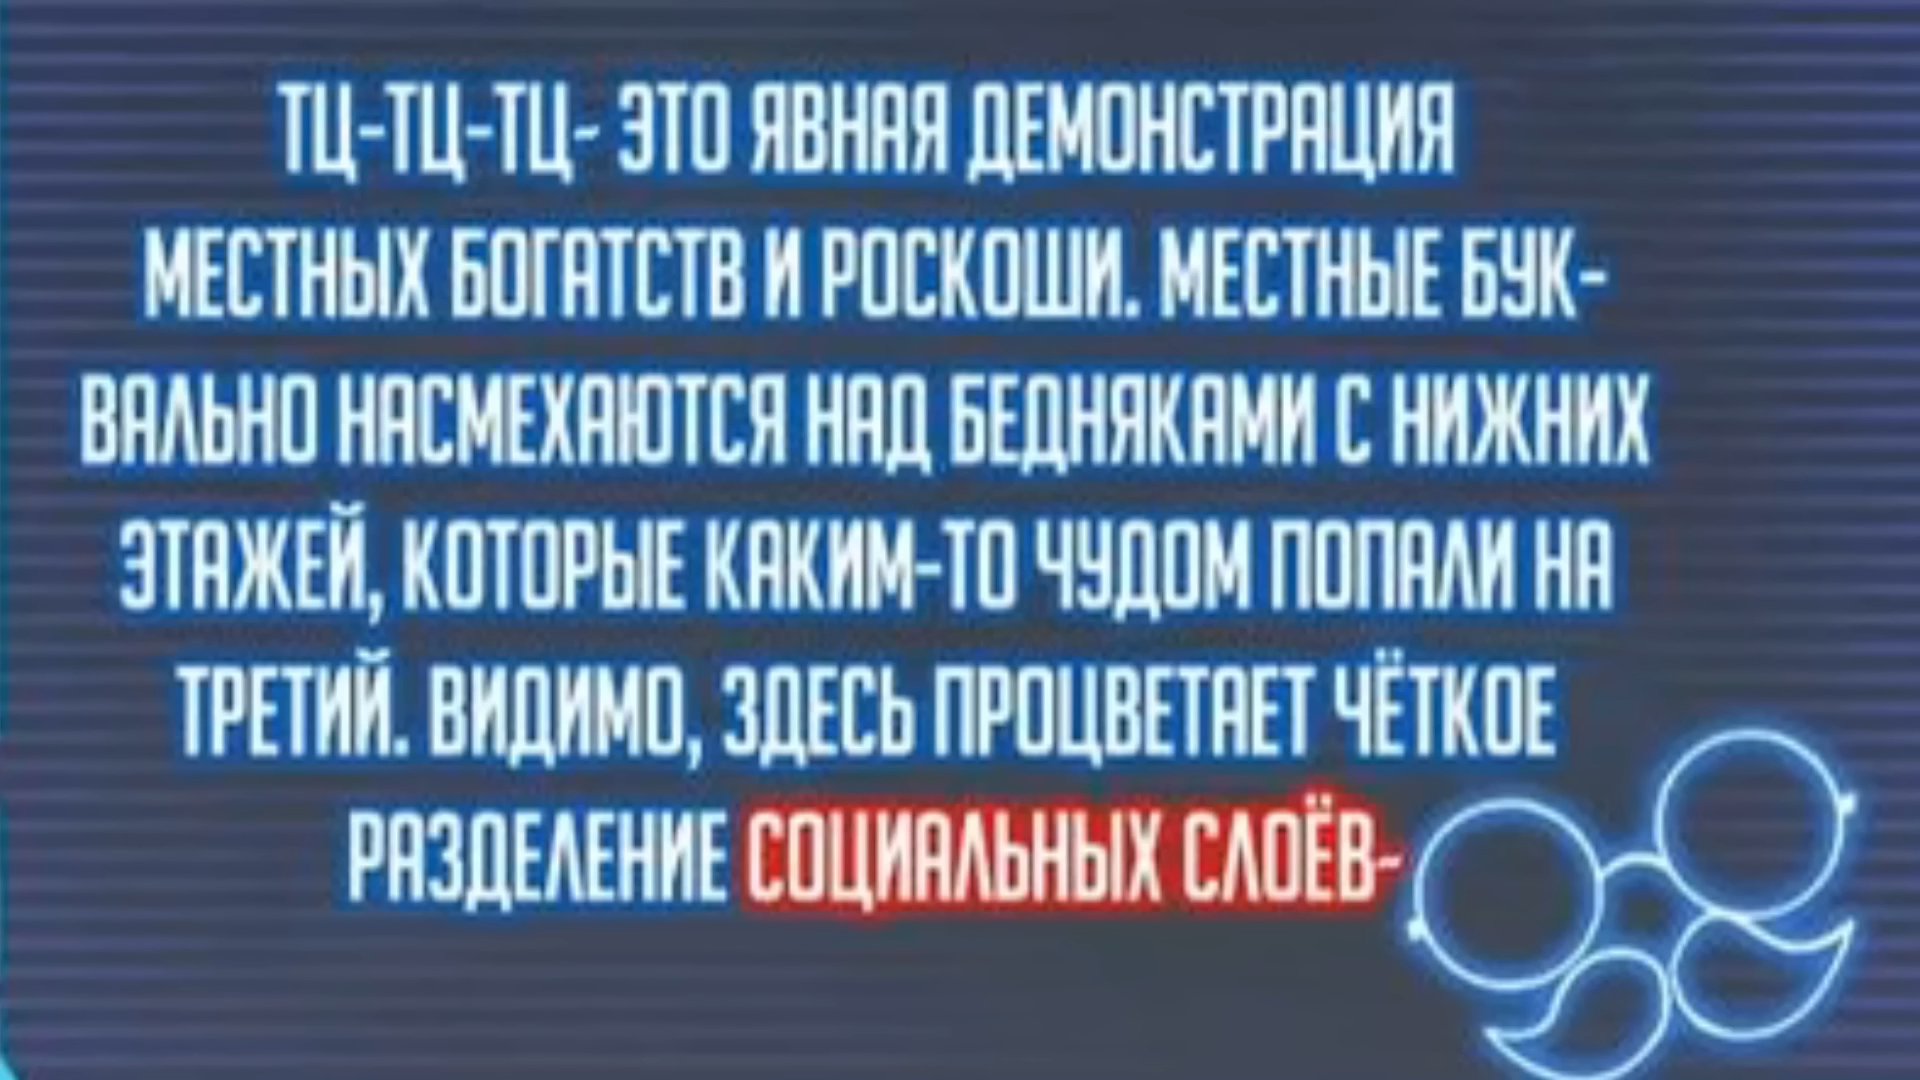 ТЦ-ТЦ-ТЦ- ЭТО ЯВНАЯ ДЕМОНСТРАЦИЯ
МЕСТНЫХ БОГАТСТВ И РОСКОШИ. МЕСТНЫЕ БУК-
ВАЛЬНО НАСМЕХАЮТСЯ НАД БЕДНЯКАМИ С НИЖНИХ
ЭТАЖЕЙ, КОТОРЫЕ КАКИМ-ТО ЧУДОМ ПОПАЛИ НА
ТРЕТИЙ. ВИДИМО, ЗДЕСЬ ПРОЦВЕТАЕТ ЧЁТКОЕ
РАЗДЕЛЕНИЕ СОЦИАЛЬНЫХ СЛОЁВ-